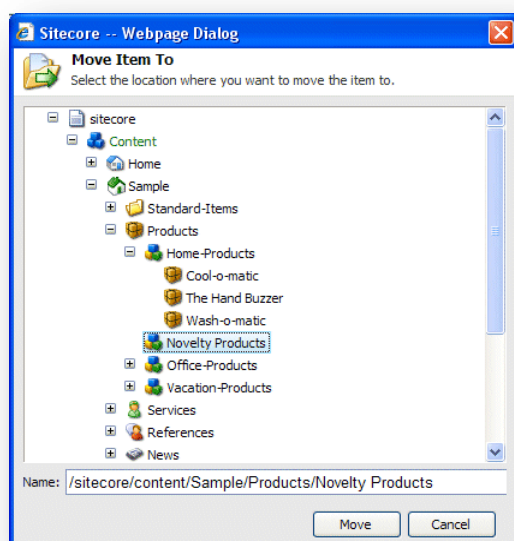 Sitecore -- Webpage Dialog
Move Item To
Select the location where you want to move the item to.
sitecore
Content
Home
Sample
Standard-Items
Products
Home-Products
Cool-o-matic
The Hand Buzzer
Wash-o-matic
Novelty Products
Office-Products
Vacation-Products
Services
References
News
Name: /sitecore/content/Sample/Products/Novelty Products
Move Cancel